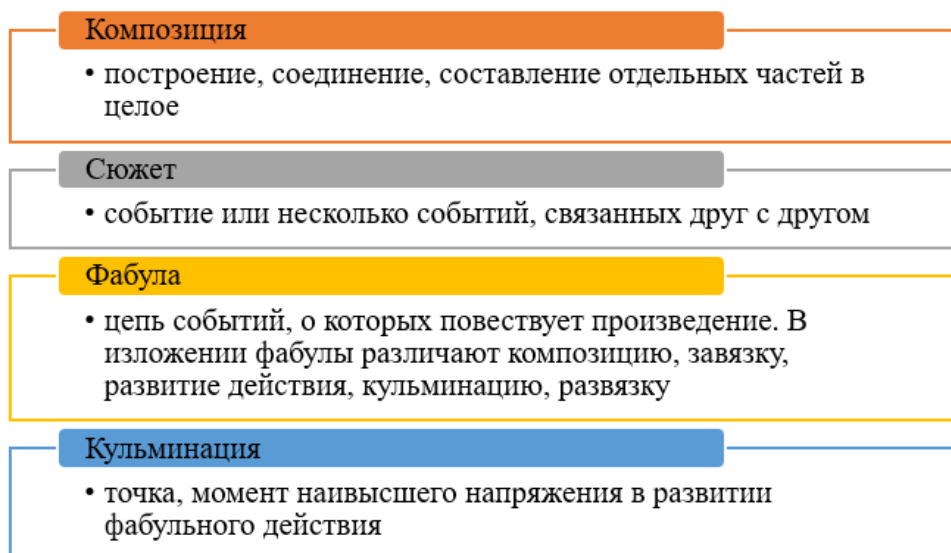 Композиция
• построение, соединение, составление отдельных частей в
целое
Сюжет
• событие или несколько событий, связанных друг с другом
Фабула
• цепь событий, о которых повествует произведение. В
изложении фабулы различают композицию, завязку,
развитие действия, кульминацию, развязку
Кульминация
• точка, момент наивысшего напряжения в развитии
фабульного действия